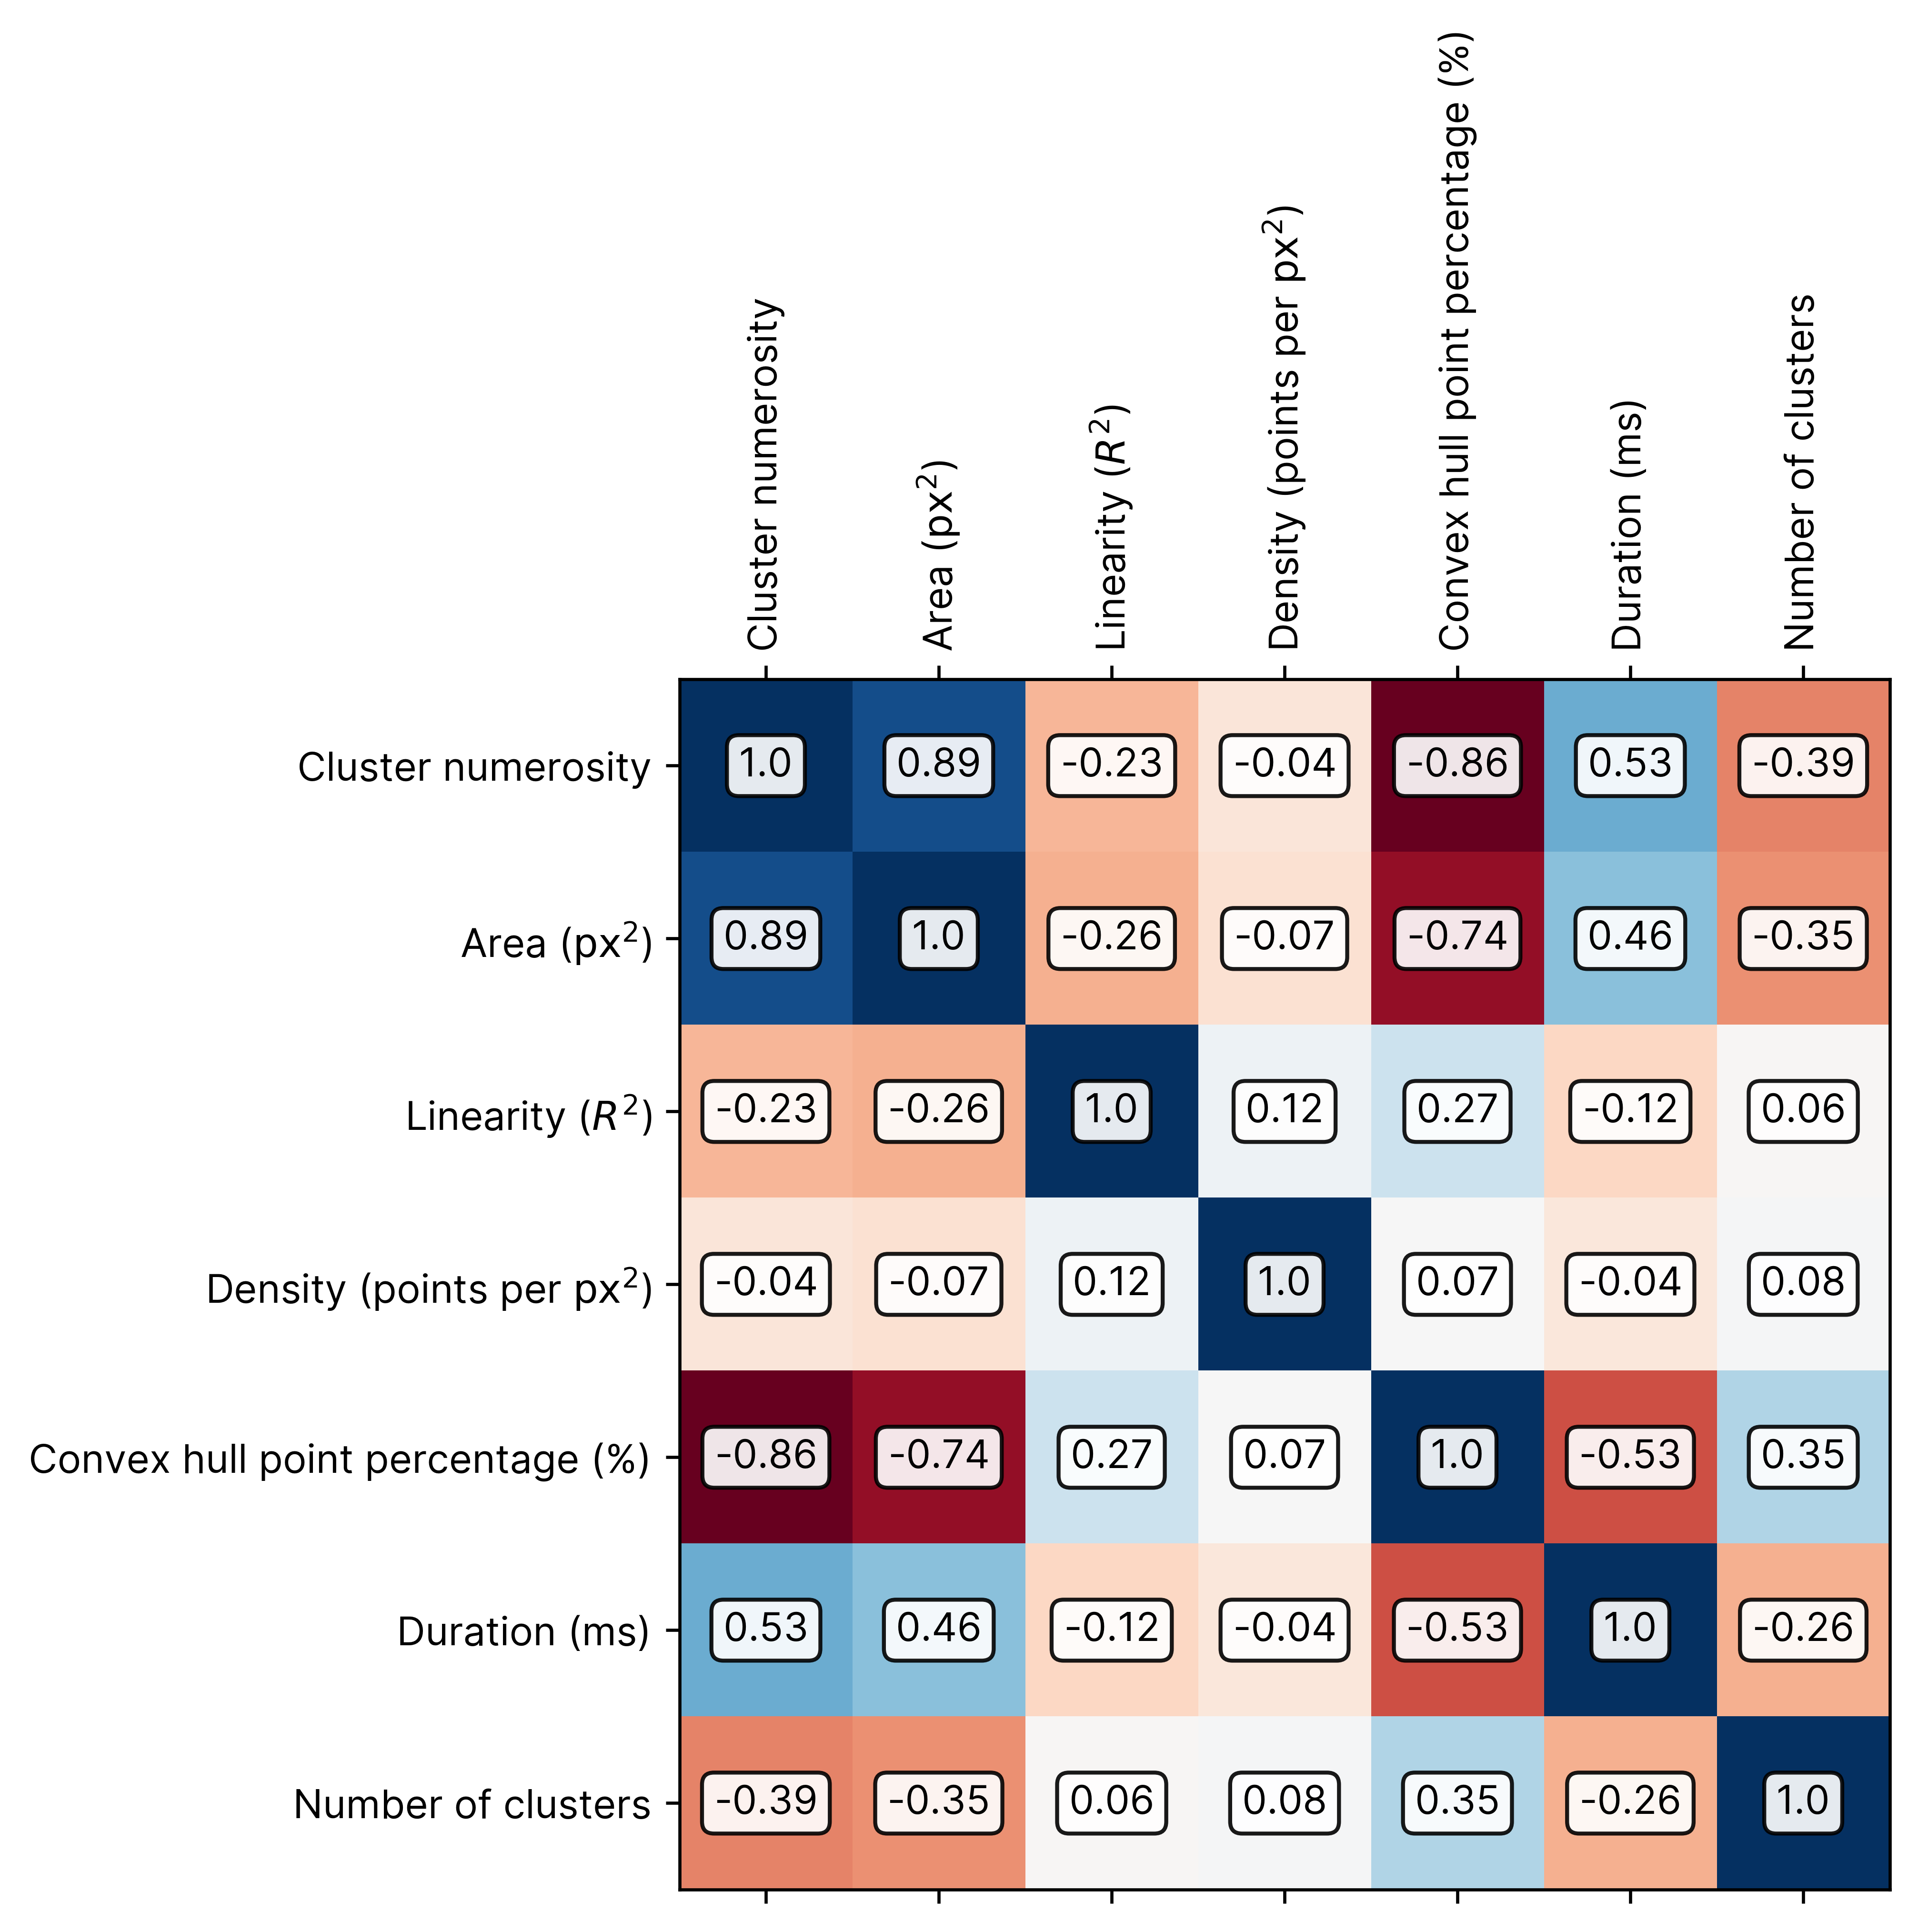 Cluster numerosity
Area (px²)
Linearity (R²)
Density (points per px²)
Convex hull point percentage (%)
Duration (ms)
Number of clusters
Cluster numerosity 1.0 0.89 -0.23 -0.04 -0.86 0.53 -0.39
Area (px²) 0.89 1.0 -0.26 -0.07 -0.74 0.46 -0.35
Linearity (R²) -0.23 -0.26 1.0 0.12 0.27 -0.12 0.06
Density (points per px²) -0.04 -0.07 0.12 1.0 0.07 -0.04 0.08
Convex hull point percentage (%) -0.86 -0.74 0.27 0.07 1.0 -0.53 0.35
Duration (ms) 0.53 0.46 -0.12 -0.04 -0.53 1.0 -0.26
Number of clusters -0.39 -0.35 0.06 0.08 0.35 -0.26 1.0